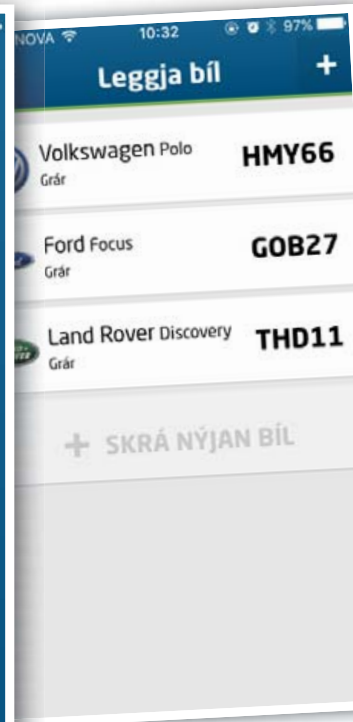 NOVA 10:32 97%
Leggja bíl +
Volkswagen Polo HMY66
Grár
Ford Focus GOB27
Grár
Land Rover Discovery THD11
Grár
+ SKRÁ NÝJAN BÍL